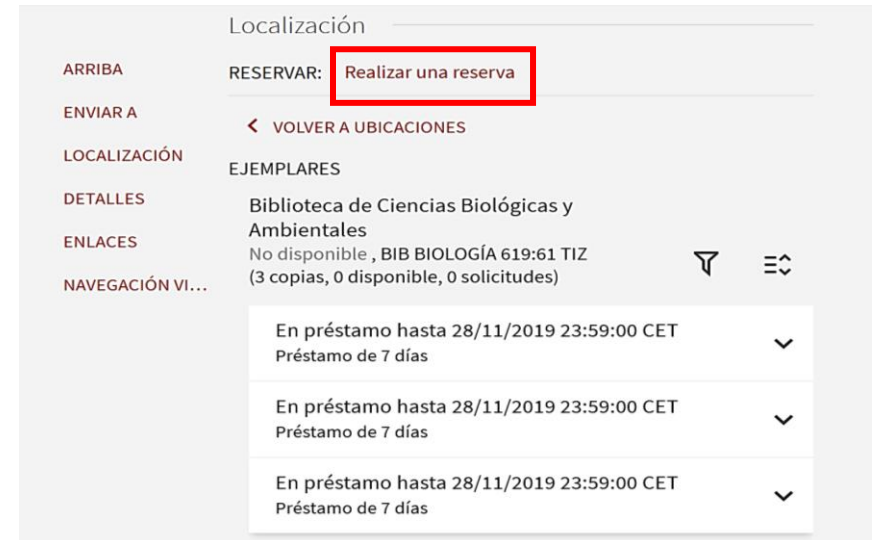 Localización
ARRIBA
ENVIAR A
LOCALIZACIÓN
DETALLES
ENLACES
NAVEGACIÓN VI...
RESERVAR: Realizar una reserva
VOLVER A UBICACIONES
EJEMPLARES
Biblioteca de Ciencias Biológicas y
Ambientales
No disponible , BIB BIOLOGÍA 619:61 TIZ
(3 copias, 0 disponible, 0 solicitudes)
En préstamo hasta 28/11/2019 23:59:00 CET
Préstamo de 7 días
En préstamo hasta 28/11/2019 23:59:00 CET
Préstamo de 7 días
En préstamo hasta 28/11/2019 23:59:00 CET
Préstamo de 7 días